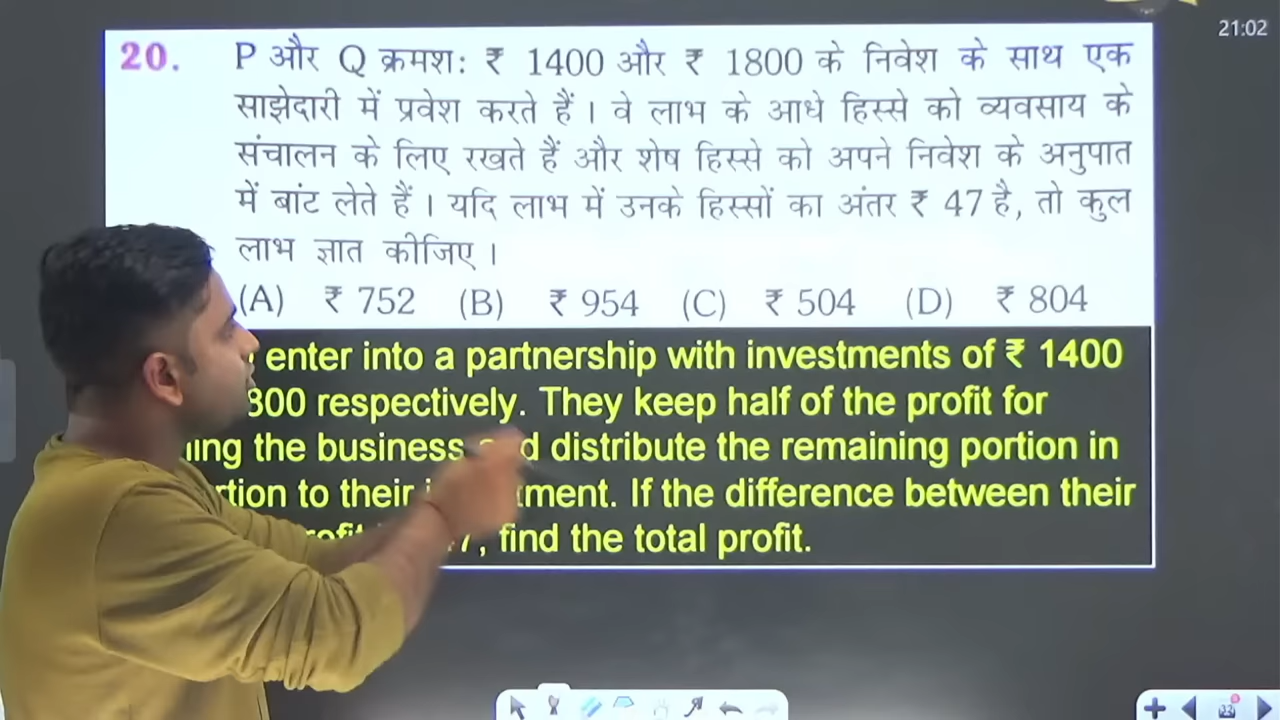 21:02
20. P और Q क्रमश: ₹ 1400 और ₹ 1800 के निवेश के साथ एक
साझेदारी में प्रवेश करते हैं । वे लाभ के आधे हिस्से को व्यवसाय के
संचालन के लिए रखते हैं और शेष हिस्से को अपने निवेश के अनुपात
में बांट लेते हैं । यदि लाभ में उनके हिस्सों का अंतर ₹ 47 है, तो कुल
लाभ ज्ञात कीजिए ।
(A) ₹ 752 (B) ₹ 954 (C) ₹ 504 (D) ₹ 804
enter into a partnership with investments of ₹ 1400
respectively. They keep half of the profit for
the business and distribute the remaining portion in
to their If the difference between their
find the total profit.